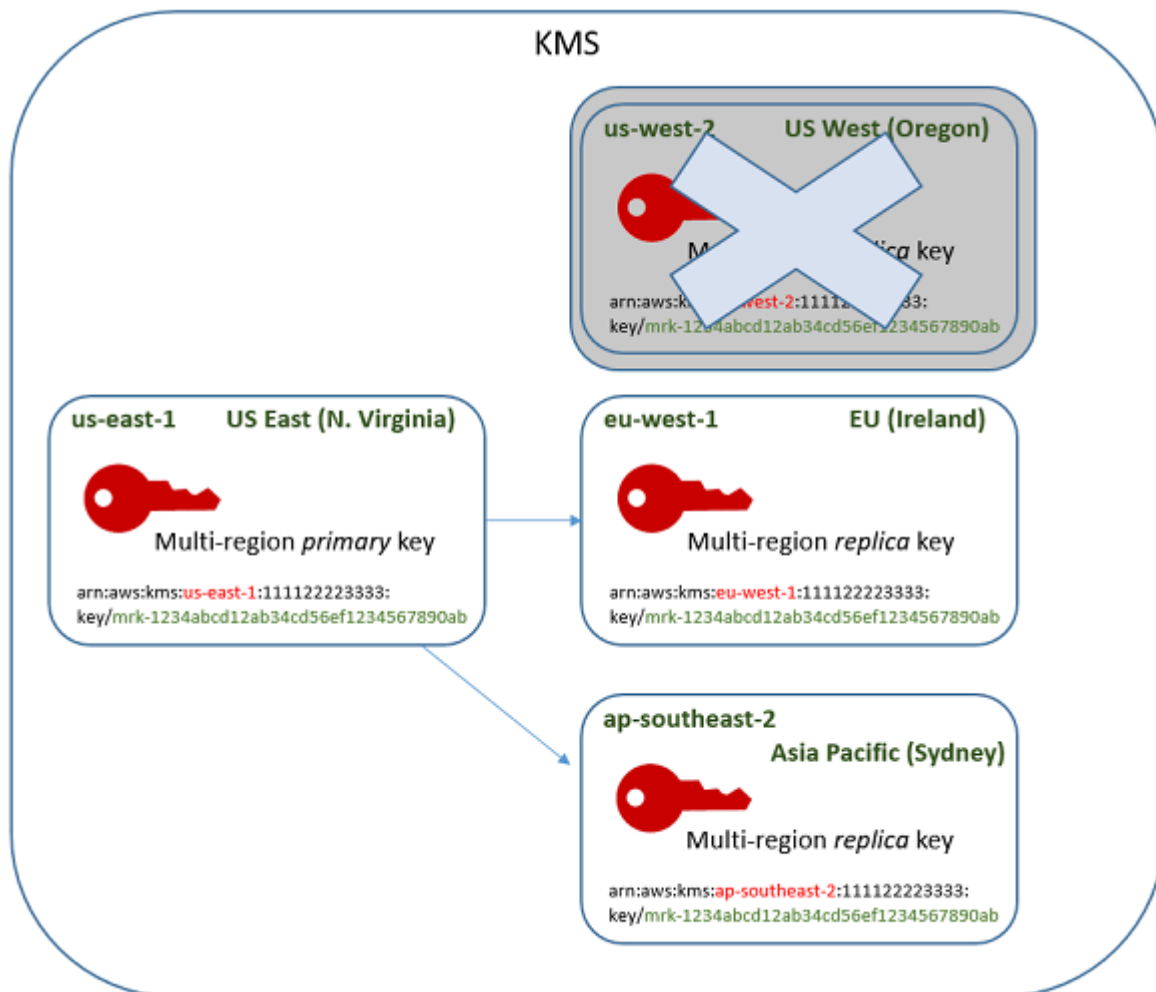 KMS
us-west-2 US West (Oregon)
key
arn:aws:k west-2:1111222 3:
key/mrk-1234abcd12ab34cd56ef1234567890ab
us-east-1 US East (N. Virginia)
Multi-region primary key
arn:aws:kms:us-east-1:111122223333:
key/mrk-1234abcd12ab34cd56ef1234567890ab
eu-west-1 EU (Ireland)
Multi-region replica key
arn:aws:kms:eu-west-1:111122223333:
key/mrk-1234abcd12ab34cd56ef1234567890ab
ap-southeast-2
Asia Pacific (Sydney)
Multi-region replica key
arn:aws:kms:ap-southeast-2:111122223333:
key/mrk-1234abcd12ab34cd56ef1234567890ab